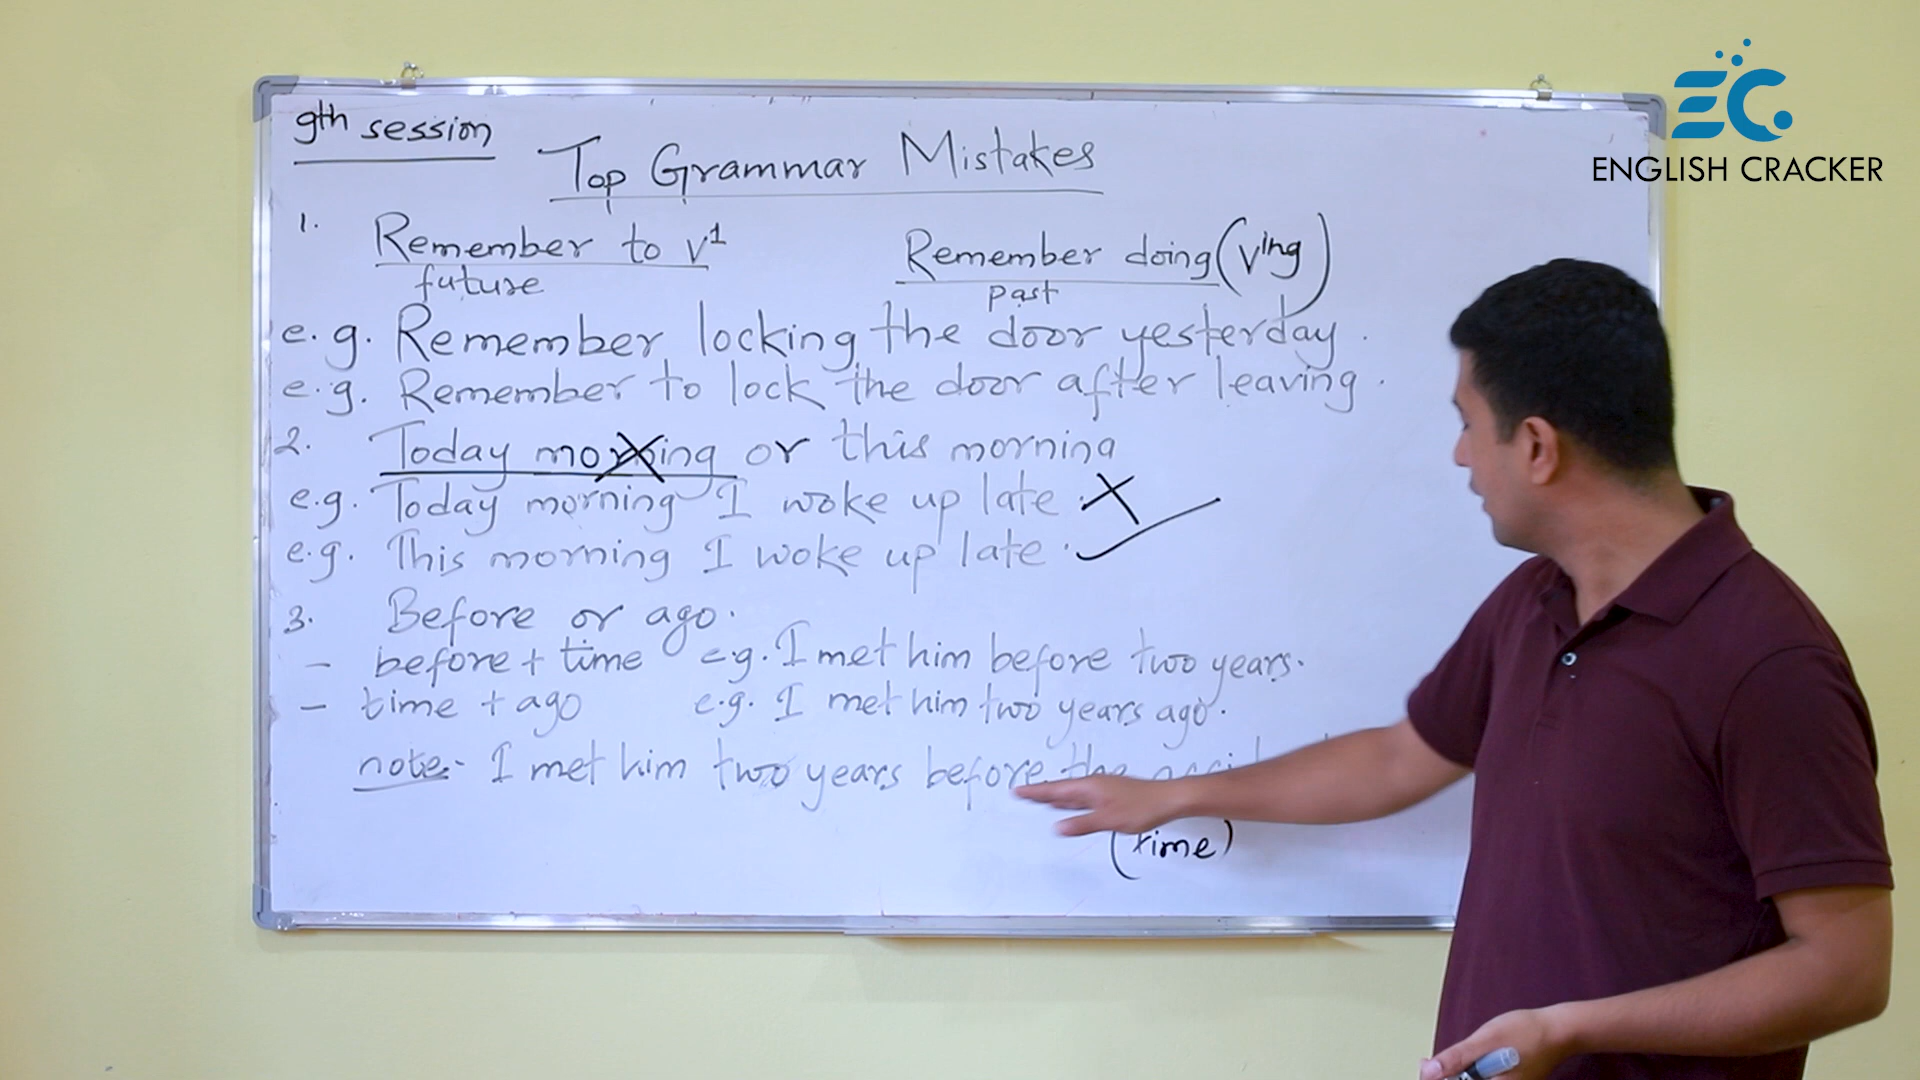 9th session
Top Grammar Mistakes
1. Remember to V1 Remember doing (Ving)
future past
e.g. Remember locking the door yesterday.
e.g. Remember to lock the door after leaving.
2. Today morning or this morning
e.g. Today morning I woke up late.
e.g. This morning I woke up late.
3. Before or ago.
- before + time e.g. I met him before two years.
- time + ago e.g. I met him two years ago.
note:- I met him two years before the
(time)
EC
ENGLISH CRACKER